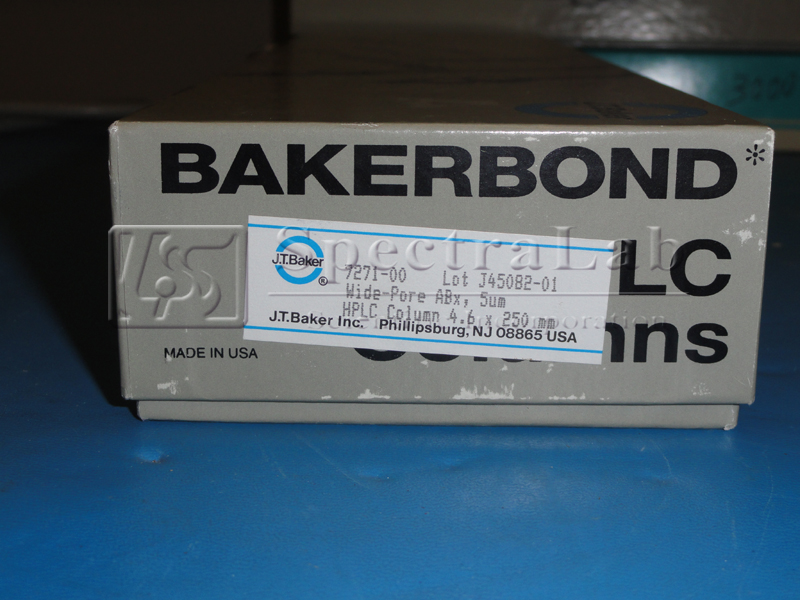 BAKERBOND*
LC
J.T.Baker ®
7271-00 Lot J45082-01
Wide-Pore ABx, 5um
HPLC Column 4.6 x 250 mm
J.T.Baker Inc. Phillipsburg, NJ 08865 USA
MADE IN USA
SpectraLab